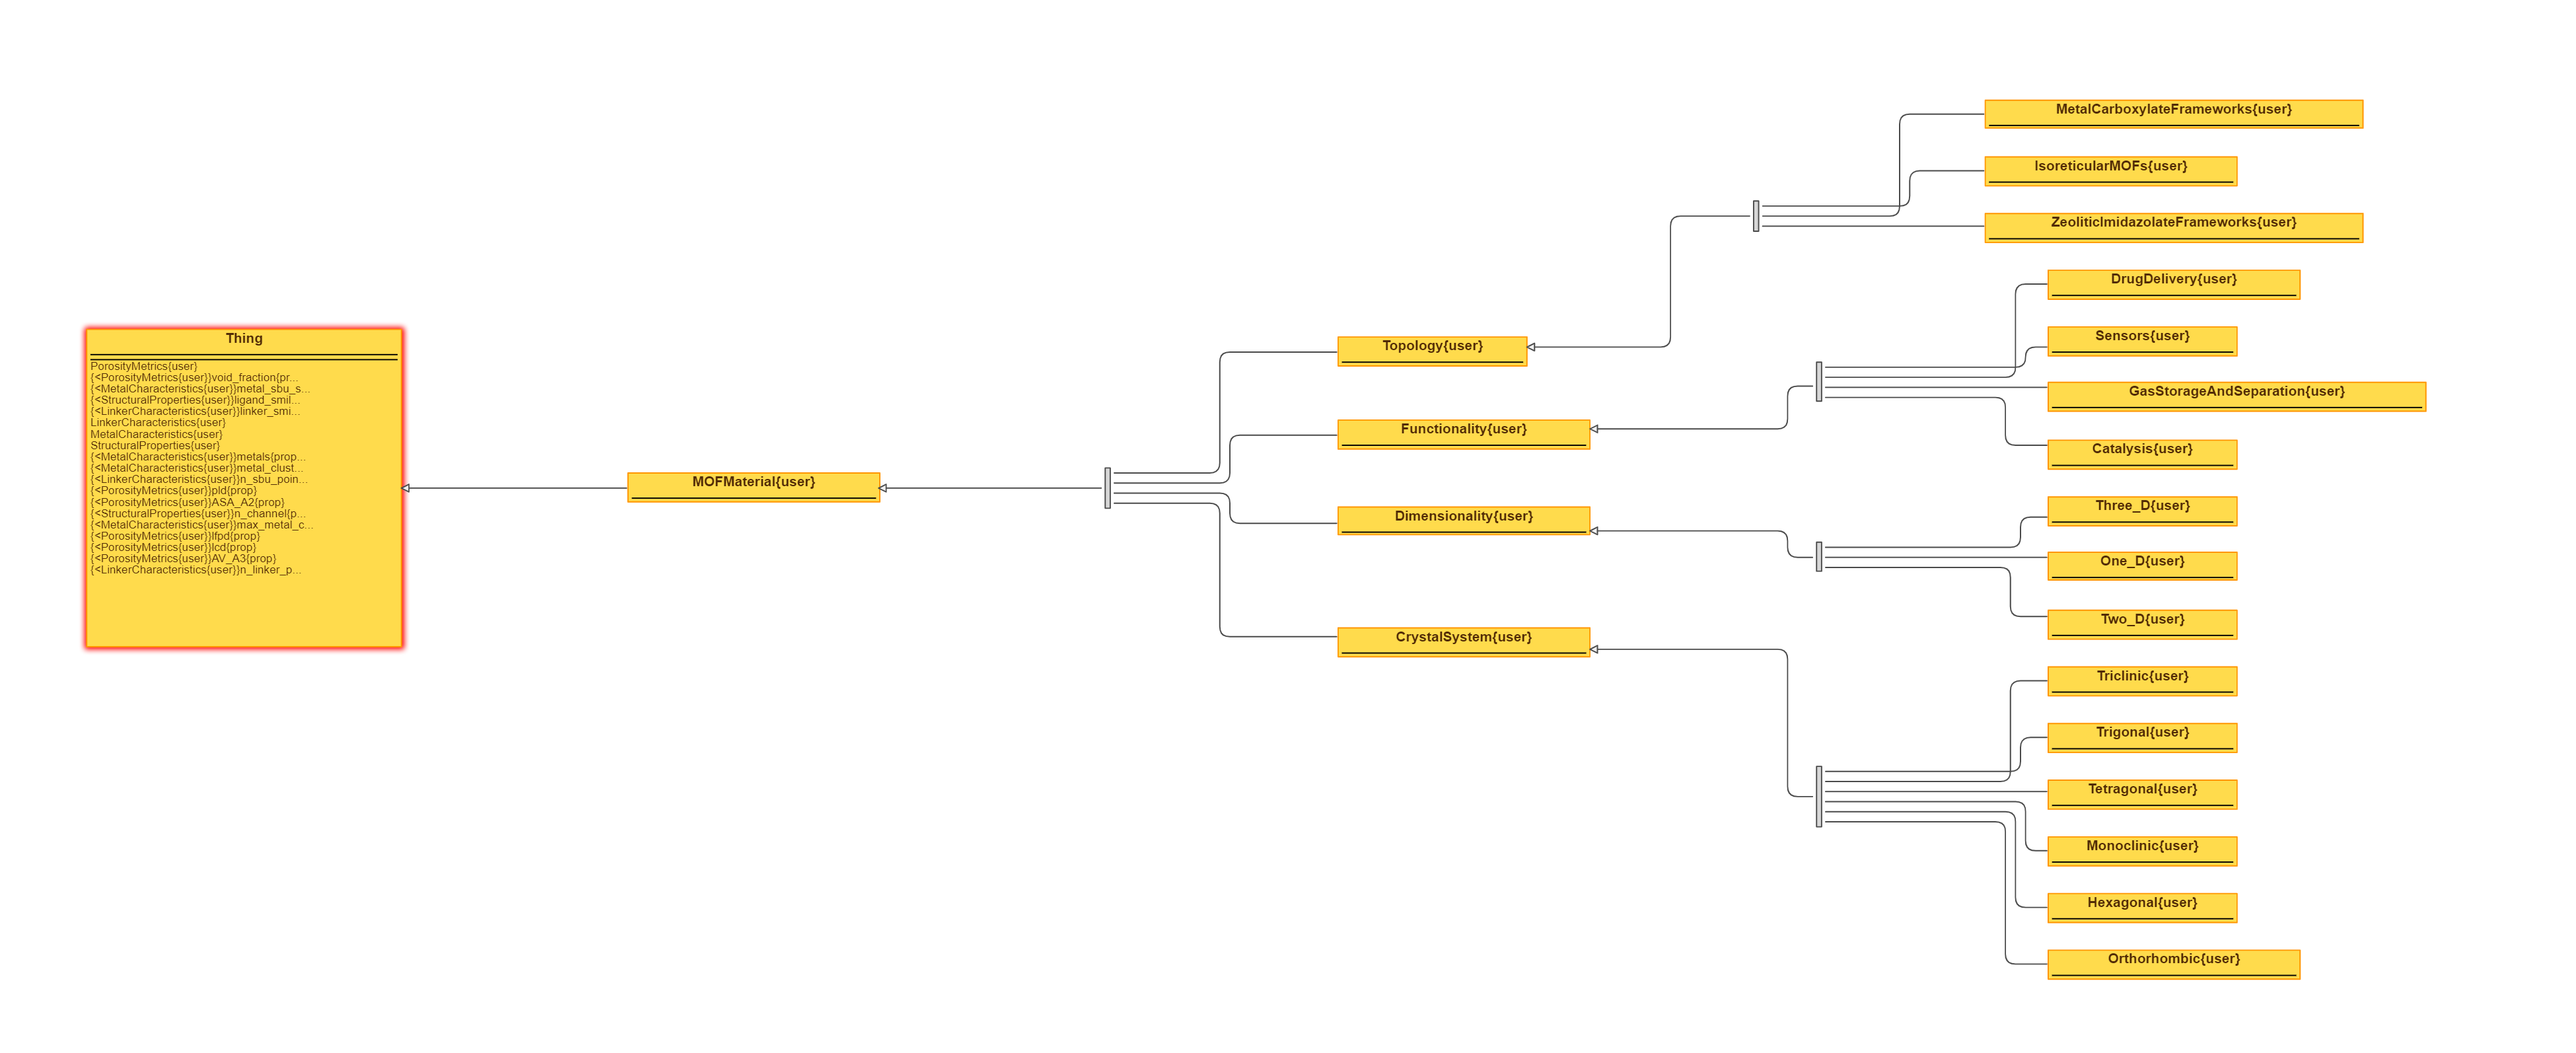 Thing
PorosityMetrics{user}
{<PorosityMetrics{user}}void_fraction{pr...
{<MetalCharacteristics{user}}metal_sbu_s...
{<StructuralProperties{user}}ligand_smil...
{<LinkerCharacteristics{user}}linker_smi...
LinkerCharacteristics{user}
MetalCharacteristics{user}
StructuralProperties{user}
{<MetalCharacteristics{user}}metals{prop...
{<MetalCharacteristics{user}}metal_clust...
{<LinkerCharacteristics{user}}n_sbu_poin...
{<PorosityMetrics{user}}pld{prop}
{<PorosityMetrics{user}}ASA_A2{prop}
{<StructuralProperties{user}}n_channel{p...
{<MetalCharacteristics{user}}max_metal_c...
{<PorosityMetrics{user}}lfpd{prop}
{<PorosityMetrics{user}}lcd{prop}
{<PorosityMetrics{user}}AV_A3{prop}
{<LinkerCharacteristics{user}}n_linker_p...
MOFMaterial{user}
Topology{user}
Functionality{user}
Dimensionality{user}
CrystalSystem{user}
MetalCarboxylateFrameworks{user}
IsoreticularMOFs{user}
ZeoliticImidazolateFrameworks{user}
DrugDelivery{user}
Sensors{user}
GasStorageAndSeparation{user}
Catalysis{user}
Three_D{user}
One_D{user}
Two_D{user}
Triclinic{user}
Trigonal{user}
Tetragonal{user}
Monoclinic{user}
Hexagonal{user}
Orthorhombic{user}